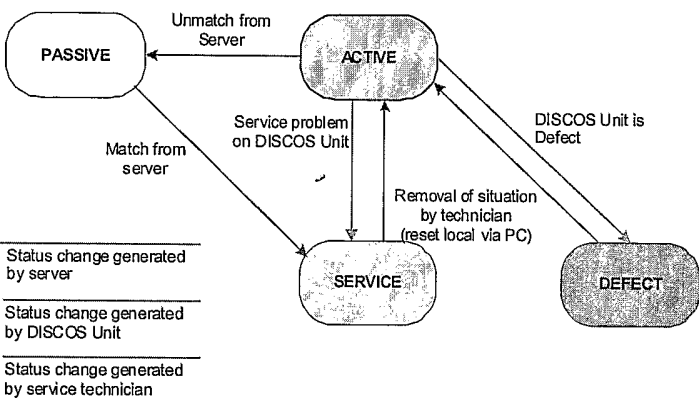 Unmatch from
Server
PASSIVE
ACTIVE
Service problem
on DISCOS Unit
DISCOS Unit is
Defect
Match from
server
Removal of situation
by technician
(reset local via PC)
Status change generated
by server
SERVICE
DEFECT
Status change generated
by DISCOS Unit
Status change generated
by service technician